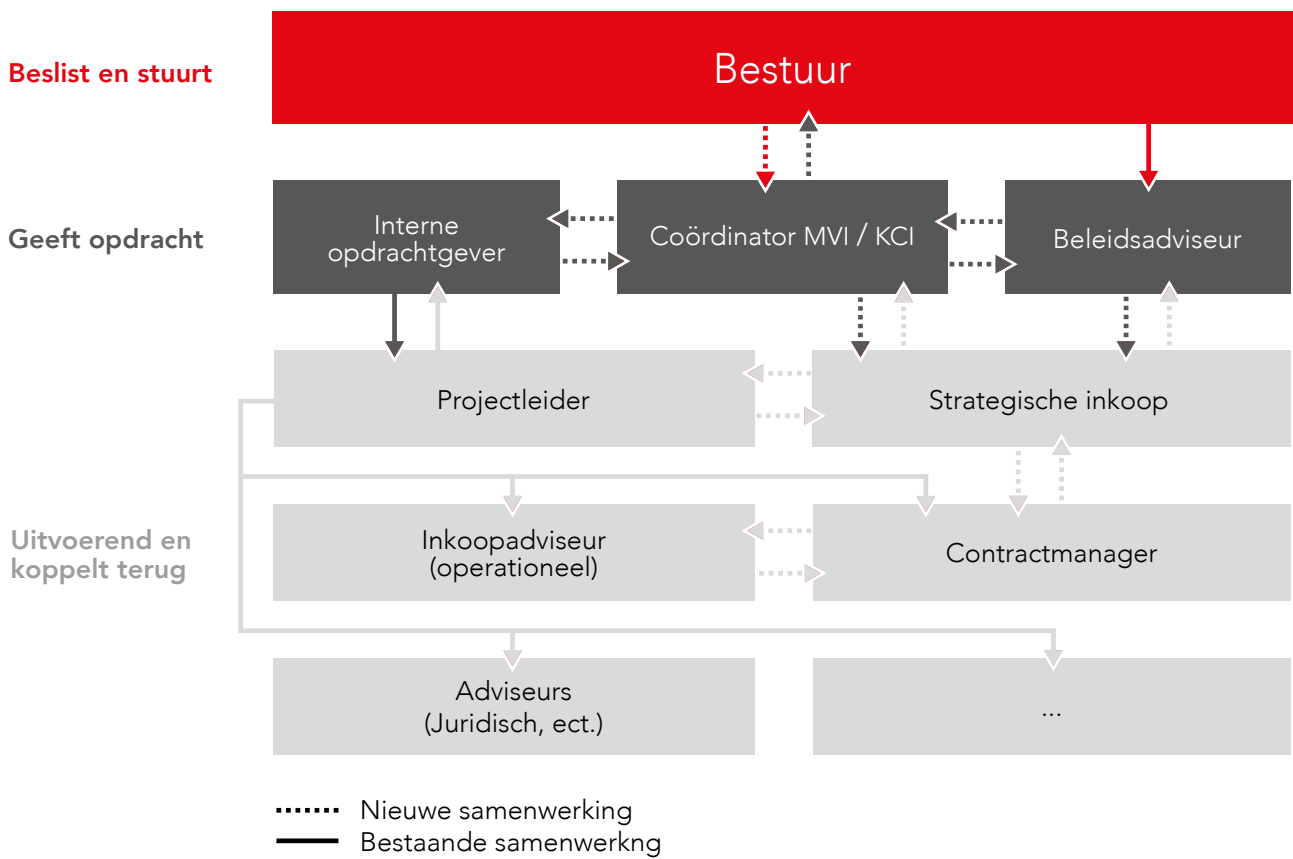 Beslist en stuurt
Bestuur
Geeft opdracht
Interne
opdrachtgever
Coördinator MVI / KCI
Beleidsadviseur
Projectleider
Strategische inkoop
Uitvoerend en
koppelt terug
Inkoopadviseur
(operationeel)
Contractmanager
Adviseurs
(Juridisch, ect.)
...
Nieuwe samenwerking
Bestaande samenwerkng